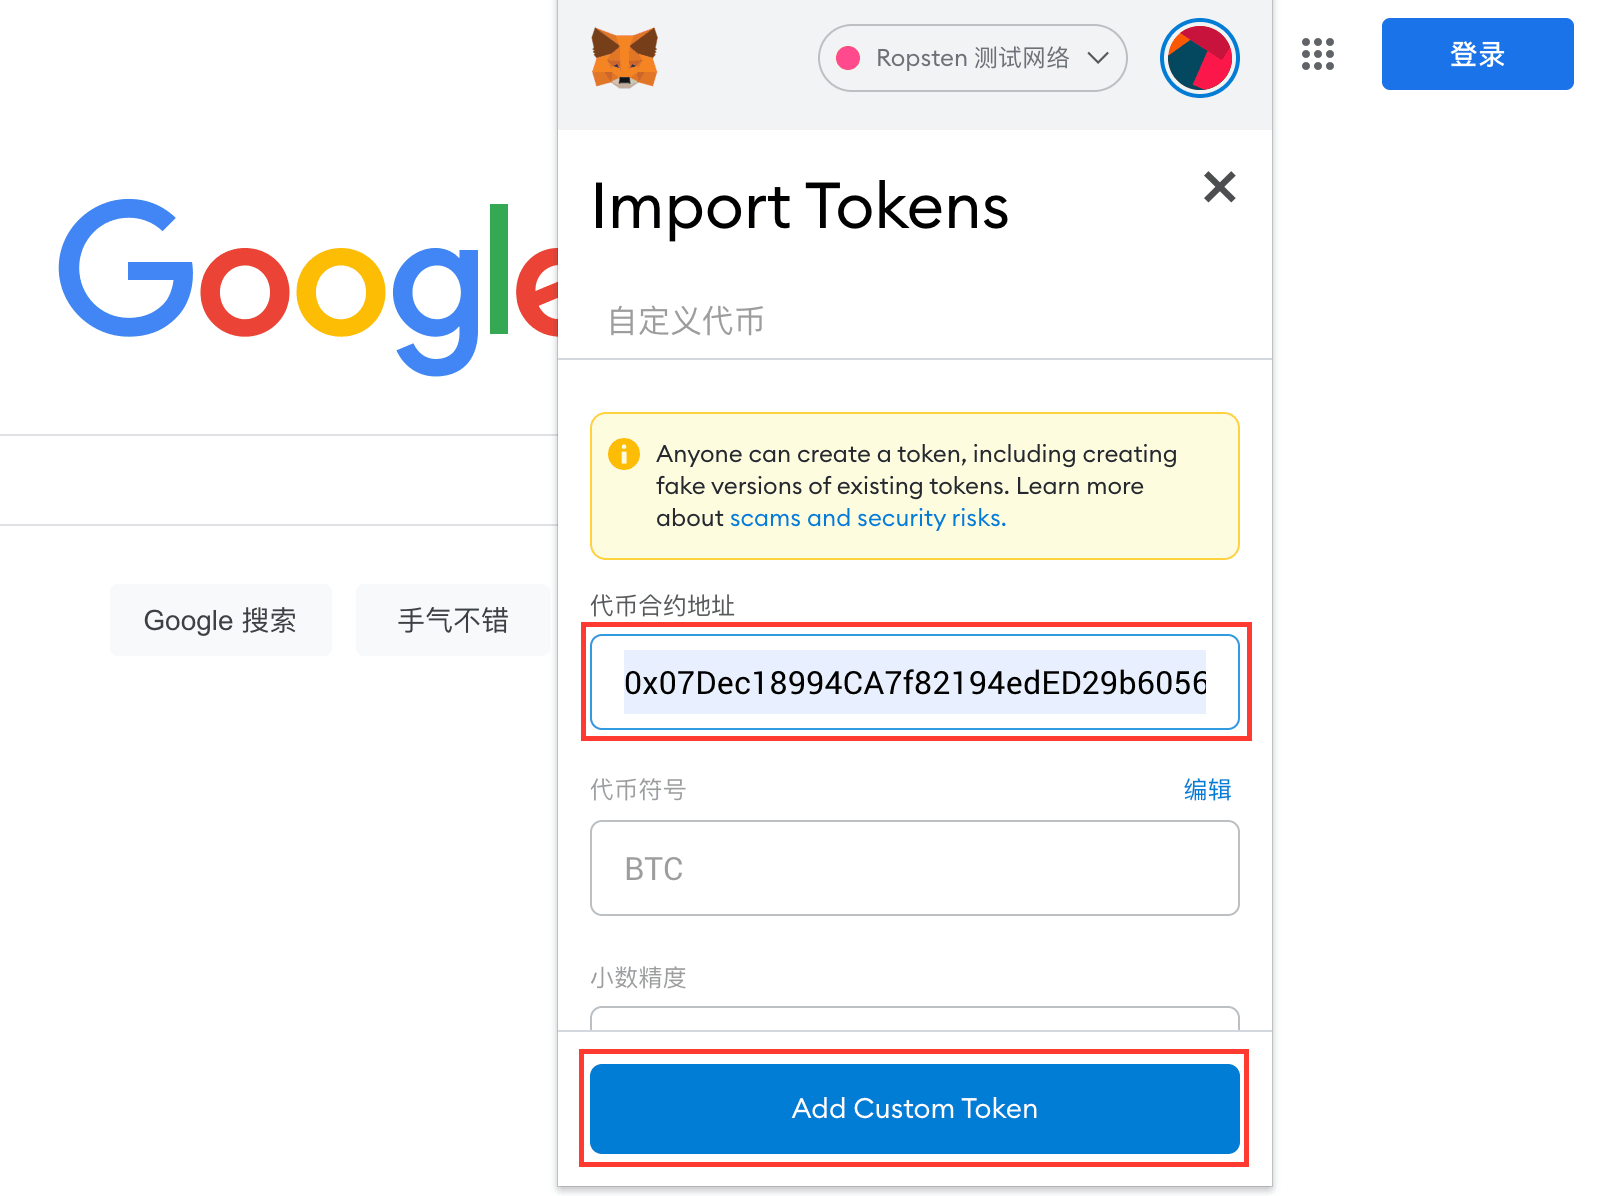 Ropsten 测试网络
登录
Import Tokens
Google
自定义代币
Anyone can create a token, including creating
fake versions of existing tokens. Learn more
about scams and security risks.
代币合约地址
Google 搜索
手气不错
0x07Dec18994CA7f82194edED29b6056
代币符号
编辑
BTC
小数精度
Add Custom Token